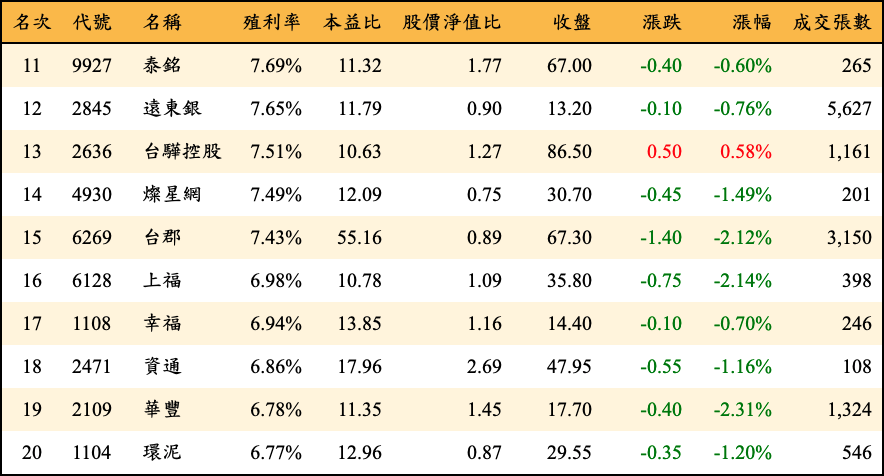 名次 代號 名稱 殖利率 本益比 股價淨值比 收盤 漲跌 漲幅 成交張數
11 9927 泰銘 7.69% 11.32 1.77 67.00 -0.40 -0.60% 265
12 2845 遠東銀 7.65% 11.79 0.90 13.20 -0.10 -0.76% 5,627
13 2636 台驊控股 7.51% 10.63 1.27 86.50 0.50 0.58% 1,161
14 4930 燦星網 7.49% 12.09 0.75 30.70 -0.45 -1.49% 201
15 6269 台郡 7.43% 55.16 0.89 67.30 -1.40 -2.12% 3,150
16 6128 上福 6.98% 10.78 1.09 35.80 -0.75 -2.14% 398
17 1108 幸福 6.94% 13.85 1.16 14.40 -0.10 -0.70% 246
18 2471 資通 6.86% 17.96 2.69 47.95 -0.55 -1.16% 108
19 2109 華豐 6.78% 11.35 1.45 17.70 -0.40 -2.31% 1,324
20 1104 環泥 6.77% 12.96 0.87 29.55 -0.35 -1.20% 546